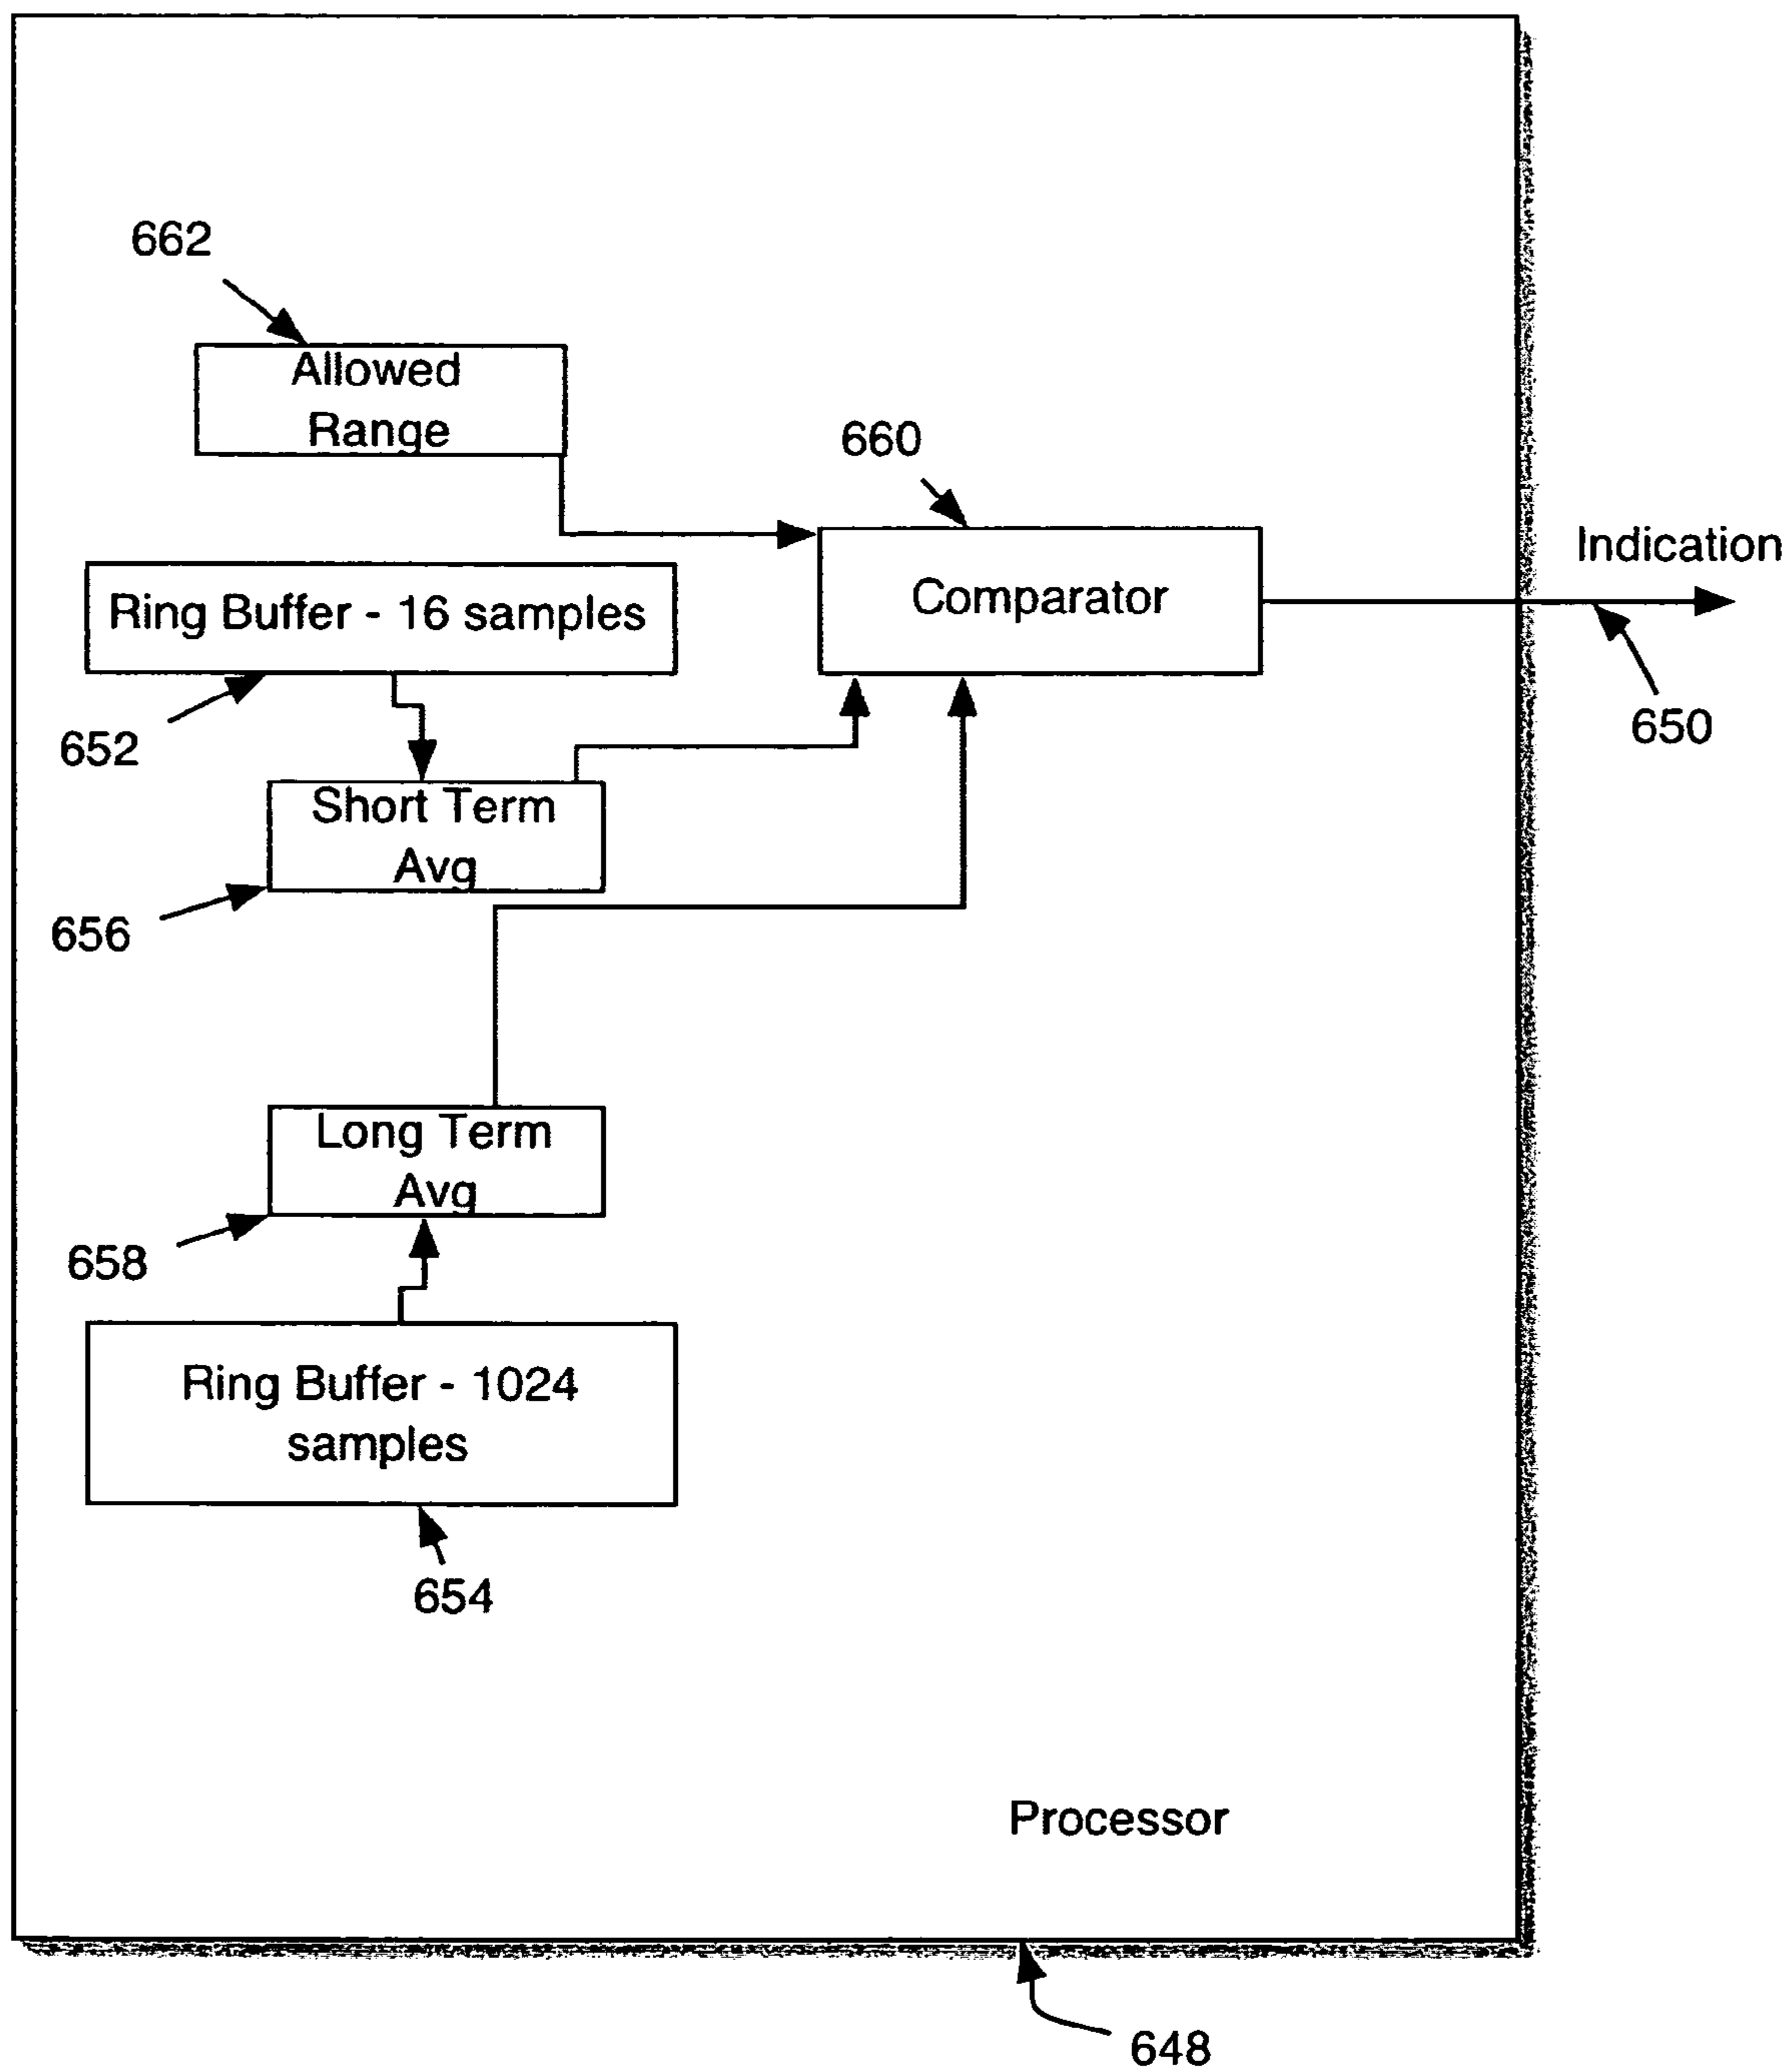 662
Allowed
Range
660
Comparator
Indication
650
Ring Buffer - 16 samples
652
Short Term
Avg
656
Long Term
Avg
658
Ring Buffer - 1024
samples
654
Processor
648